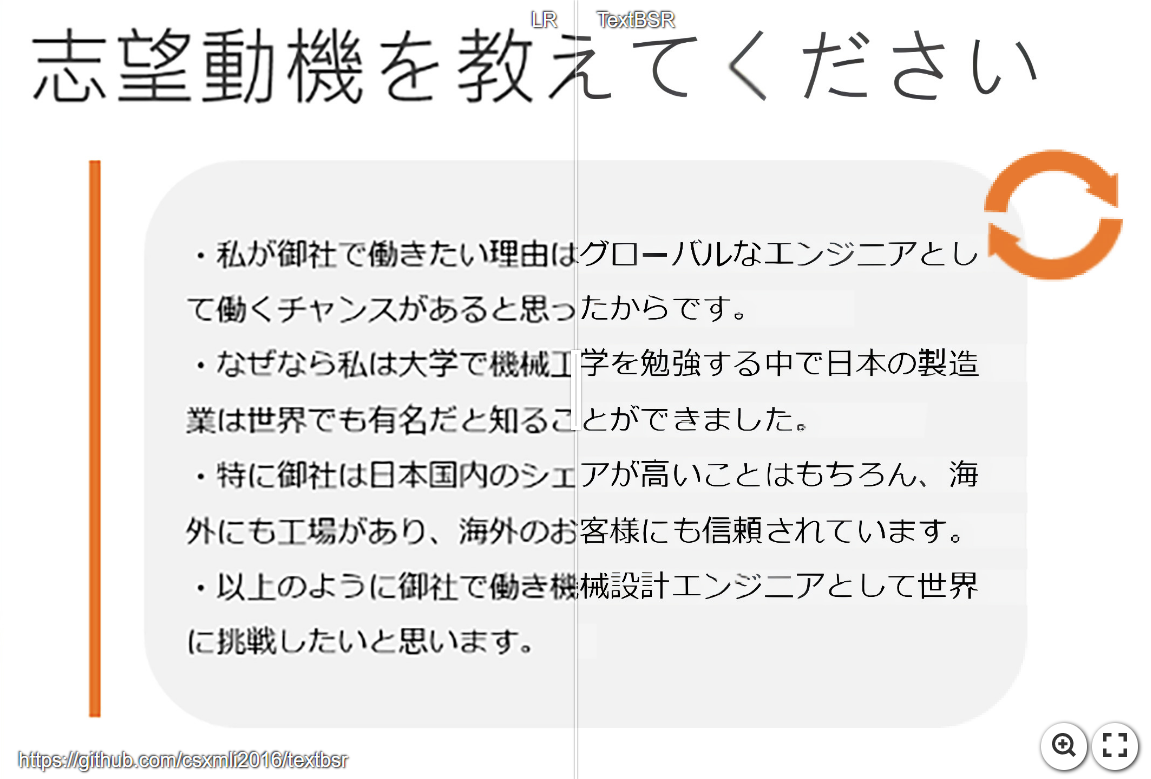 LR TextBSR
志望動機を教えてください
・私が御社で働きたい理由はグローバルなエンジニアとし
て働くチャンスがあると思ったからです。
・なぜなら私は大学で機械工学を勉強する中で日本の製造
業は世界でも有名だと知ることができました。
・特に御社は日本国内のシェアが高いことはもちろん、海
外にも工場があり、海外のお客様にも信頼されています。
・以上のように御社で働き機械設計エンジニアとして世界
に挑戦したいと思います。
https://github.com/csxmli2016/textbsr